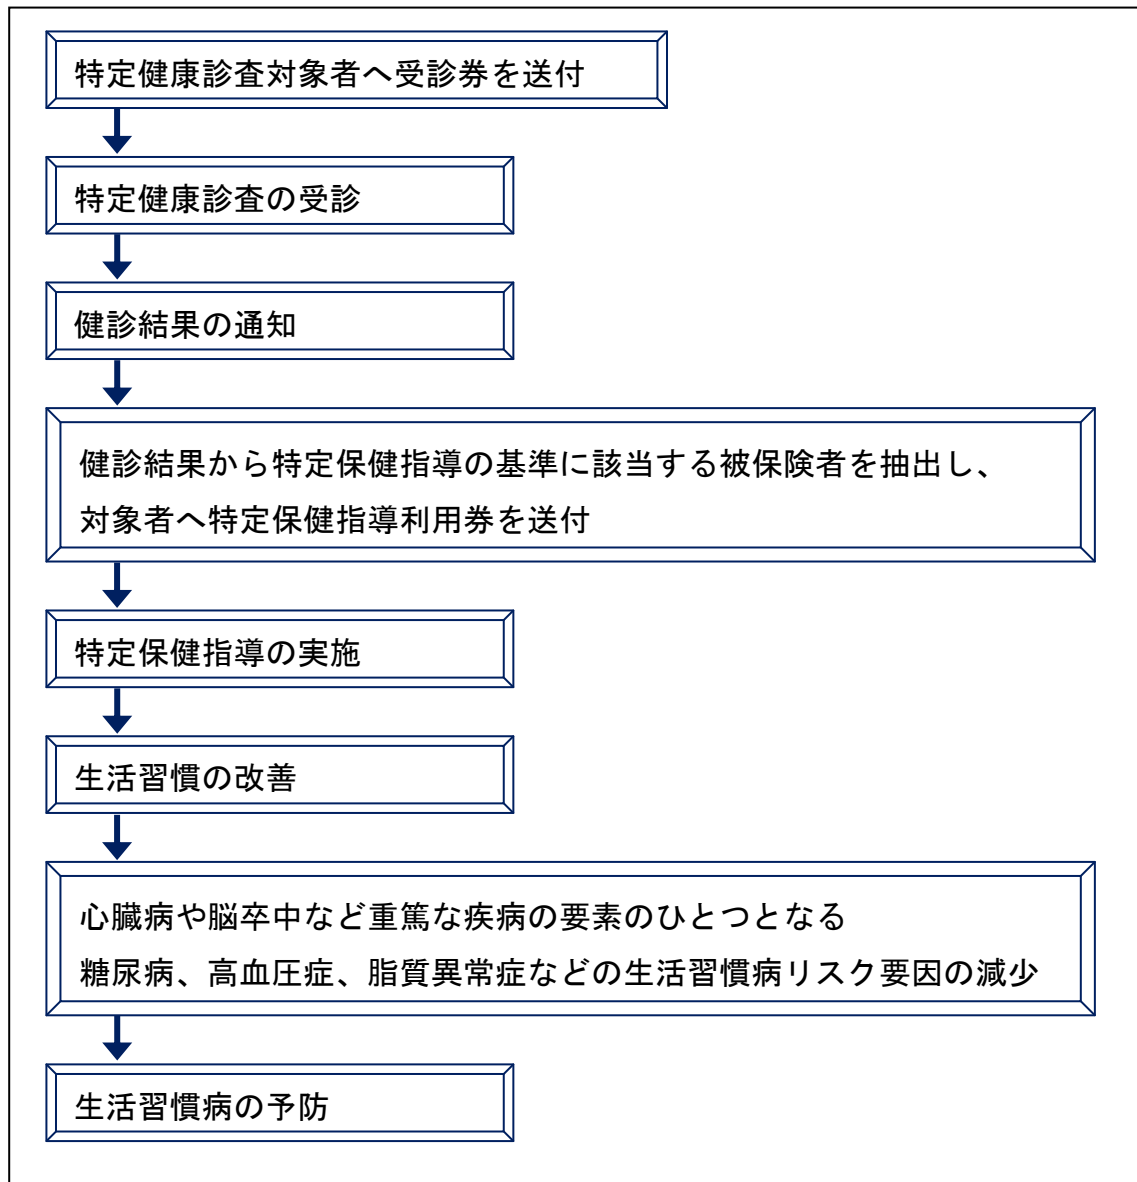 特定健康診査対象者へ受診券を送付
特定健康診査の受診
健診結果の通知
健診結果から特定保健指導の基準に該当する被保険者を抽出し、
対象者へ特定保健指導利用券を送付
特定保健指導の実施
生活習慣の改善
心臓病や脳卒中など重篤な疾病の要素のひとつとなる
糖尿病、高血圧症、脂質異常症などの生活習慣病リスク要因の減少
生活習慣病の予防